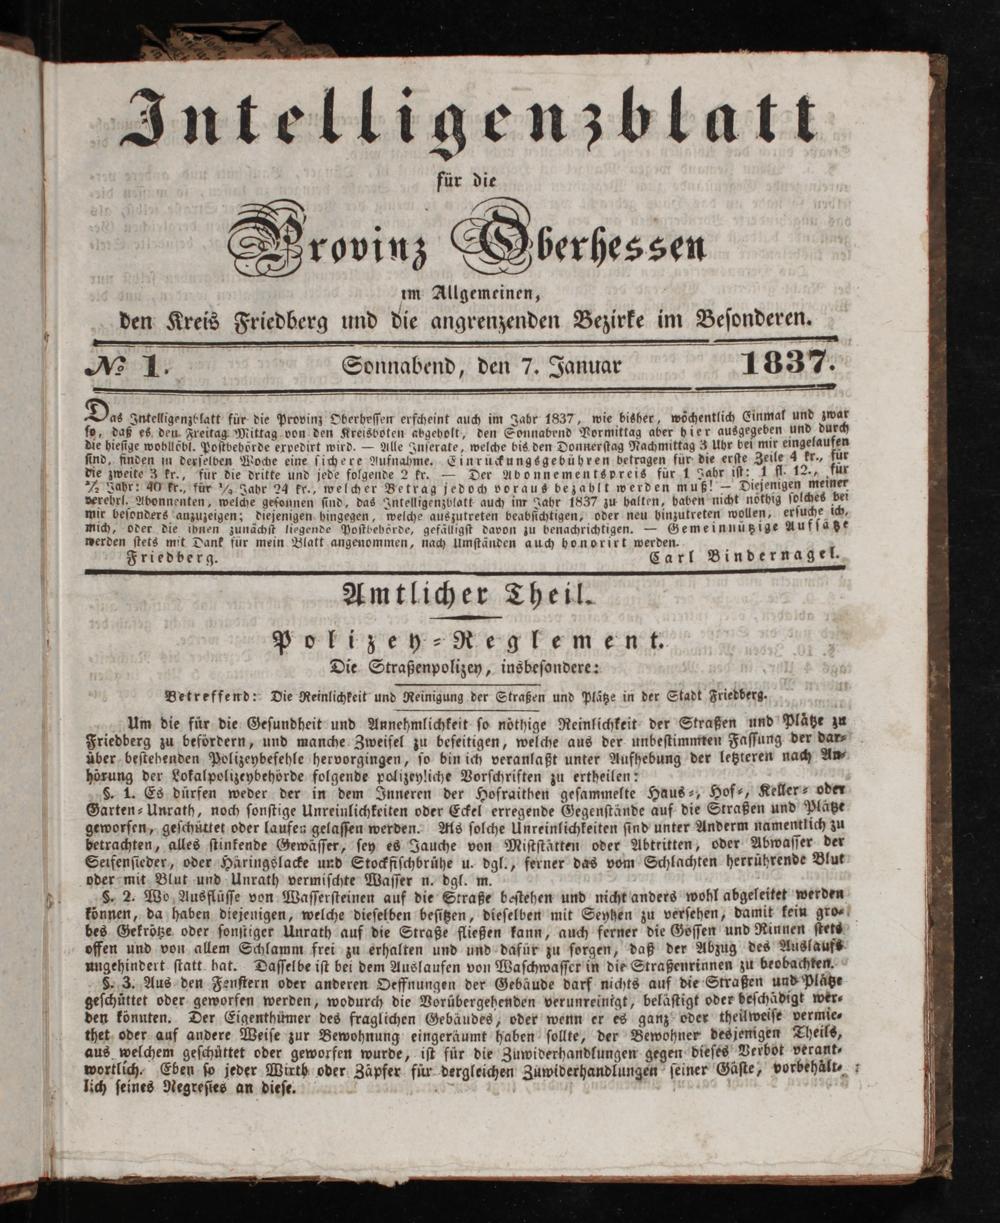 Intelligenzblatt
für die
Provinz Oberhessen
im Allgemeinen,
den Kreis Friedberg und die angrenzenden Bezirke im Besonderen.
No 1. Sonnabend, den 7. Januar 1837.
Das Intelligenzblatt für die Provinz Oberhessen erscheint auch im Jahr 1837, wie bisher, wöchentlich Einmal und zwar
so, daß es den Freitag Mittag von den Kreisboten abgeholt, den Sonnabend Vormittag aber hier ausgegeben und durch
die hiesige wohllöbl. Postbehörde expedirt wird. — Alle Inserate, welche bis den Donnerstag Nachmittag 3 Uhr bei mir eingelaufen
sind, finden in derselben Woche eine sichere Aufnahme. Einrückungsgebühren betragen für die erste Zeile 4 kr., für
die zweite 3 kr., für die dritte und jede folgende 2 kr. — Der Abonnementspreis für 1 Jahr ist: 1 fl. 12., für
½ Jahr: 40 kr., für ¼ Jahr 24 kr., welcher Betrag jedoch voraus bezahlt werden muß! — Diejenigen meiner
verehrl. Abonnenten, welche gesonnen sind, das Intelligenzblatt auch im Jahr 1837 zu halten, haben nicht nöthig solches bei
mir besonders anzuzeigen; diejenigen hingegen, welche auszutreten beabsichtigen, oder neu hinzutreten wollen, ersuche ich,
mich, oder die ihnen zunächst liegende Postbehörde, gefälligst davon zu benachrichtigen. — Gemeinnützige Aufsätze
werden stets mit Dank für mein Blatt angenommen, nach Umständen auch honorirt werden.
Friedberg. Carl Bindernagel.
Amtlicher Theil.
Polizey-Reglement.
Die Straßenpolizey, insbesondere:
Betreffend: Die Reinlichkeit und Reinigung der Straßen und Plätze in der Stadt Friedberg.
Um die für die Gesundheit und Annehmlichkeit so nöthige Reinlichkeit der Straßen und Plätze zu
Friedberg zu befördern, und manche Zweifel zu beseitigen, welche aus der unbestimmten Fassung der dar-
über bestehenden Polizeybefehle hervorgingen, so bin ich veranlaßt unter Aufhebung der letzteren nach An-
hörung der Lokalpolizeybehörde folgende polizeyliche Vorschriften zu ertheilen:
§. 1. Es dürfen weder der in dem Inneren der Hofraithen gesammelte Haus-, Hof-, Keller- oder
Garten-Unrath, noch sonstige Unreinlichkeiten oder Eckel erregende Gegenstände auf die Straßen und Plätze
geworfen, geschüttet oder laufen gelassen werden. Als solche Unreinlichkeiten sind unter Anderm namentlich zu
betrachten, alles stinkende Gewässer, sey es Jauche von Miststätten oder Abtritten, oder Abwasser der
Seifensieder, oder Häringslacke und Stockfischbrühe u. dgl., ferner das vom Schlachten herrührende Blut
oder mit Blut und Unrath vermischte Wasser n. dgl. m.
§. 2. Wo Ausflüsse von Wassersteinen auf die Straße bestehen und nicht anders wohl abgeleitet werden
können, da haben diejenigen, welche dieselben besitzen, dieselben mit Seyhen zu versehen, damit kein gro-
bes Gekrötze oder sonstiger Unrath auf die Straße fließen kann, auch ferner die Gossen und Rinnen stets
offen und von allem Schlamm frei zu erhalten und und dafür zu sorgen, daß der Abzug des Auslaufs
ungehindert statt hat. Dasselbe ist bei dem Auslaufen von Waschwasser in die Straßenrinnen zu beobachten.
§. 3. Aus den Fenstern oder anderen Oeffnungen der Gebäude darf nichts auf die Straßen und Plätze
geschüttet oder geworfen werden, wodurch die Vorübergehenden verunreinigt, belästigt oder beschädigt wer-
den könnten. Der Eigenthümer des fraglichen Gebäudes, oder wenn er es ganz oder theilweise vermie-
thet oder auf andere Weise zur Bewohnung eingeräumt haben sollte, der Bewohner desjenigen Theils,
aus welchem geschüttet oder geworfen wurde, ist für die Zuwiderhandlungen gegen dieses Verbot verant-
wortlich. Eben so jeder Wirth oder Zäpfer für dergleichen Zuwiderhandlungen seiner Gäste, vorbehält-
lich seines Regresses an diese.